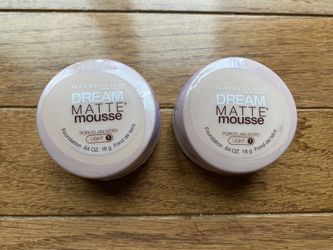 MAYBELLINE
DREAM
MATTE
mousse
PORCELAIN IVORY
LIGHT 1
Foundation .64 OZ. 18 g Fond de teint
MAYBELLINE
DREAM
MATTE
mousse
PORCELAIN IVORY
LIGHT 1
Foundation .64 OZ. 18 g Fond de teint